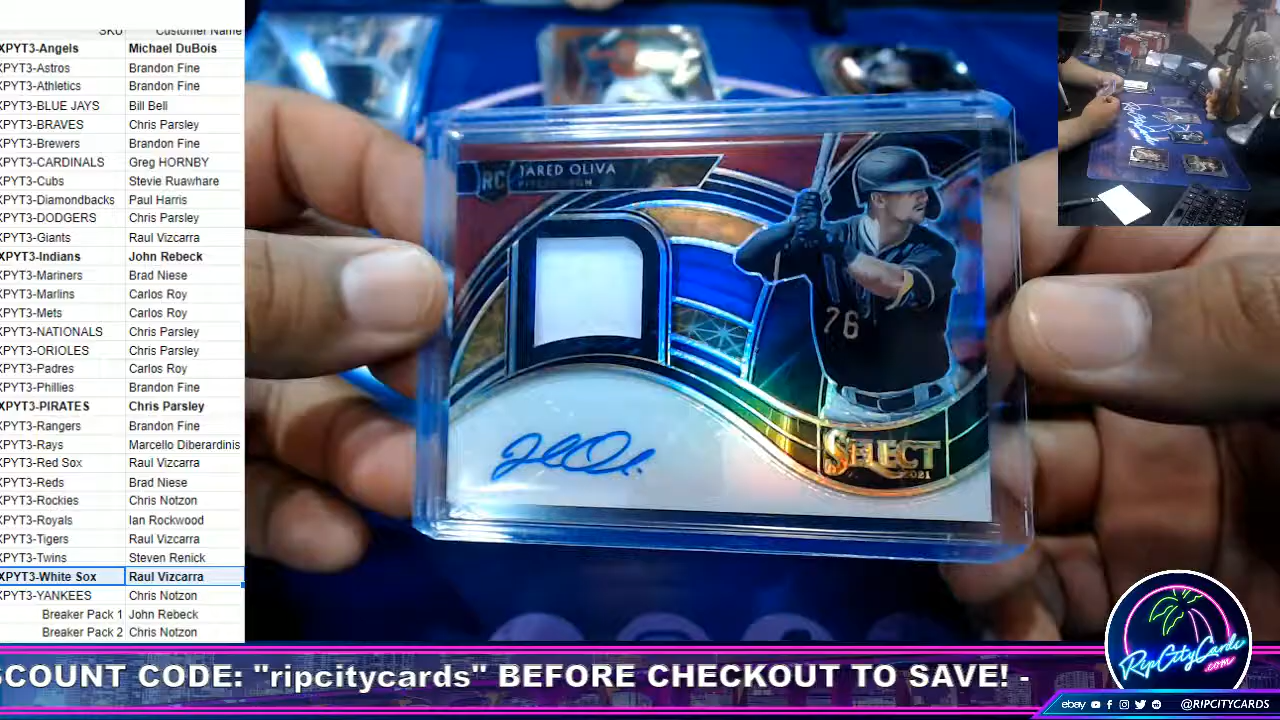 SKU Customer Name
XPYT3-Angels Michael DuBois
XPYT3-Astros Brandon Fine
XPYT3-Athletics Brandon Fine
XPYT3-BLUE JAYS Bill Bell
XPYT3-BRAVES Chris Parsley
XPYT3-Brewers Brandon Fine
XPYT3-CARDINALS Greg HORNBY
XPYT3-Cubs Stevie Ruawhare
XPYT3-Diamondbacks Paul Harris
XPYT3-DODGERS Chris Parsley
XPYT3-Giants Raul Vizcarra
XPYT3-Indians John Rebeck
XPYT3-Mariners Brad Niese
XPYT3-Marlins Carlos Roy
XPYT3-Mets Carlos Roy
XPYT3-NATIONALS Chris Parsley
XPYT3-ORIOLES Chris Parsley
XPYT3-Padres Carlos Roy
XPYT3-Phillies Brandon Fine
XPYT3-PIRATES Chris Parsley
XPYT3-Rangers Brandon Fine
XPYT3-Rays Marcello Diberardinis
XPYT3-Red Sox Raul Vizcarra
XPYT3-Reds Brad Niese
XPYT3-Rockies Chris Notzon
XPYT3-Royals Ian Rockwood
XPYT3-Tigers Raul Vizcarra
XPYT3-Twins Steven Renick
XPYT3-White Sox Raul Vizcarra
XPYT3-YANKEES Chris Notzon
Breaker Pack 1 John Rebeck
Breaker Pack 2 Chris Notzon
RC JARED OLIVA
PITTSBURGH
76
SELECT
2021
RipCityCards
.com
SCOUNT CODE: "ripcitycards" BEFORE CHECKOUT TO SAVE! -
ebay @RIPCITYCARDS